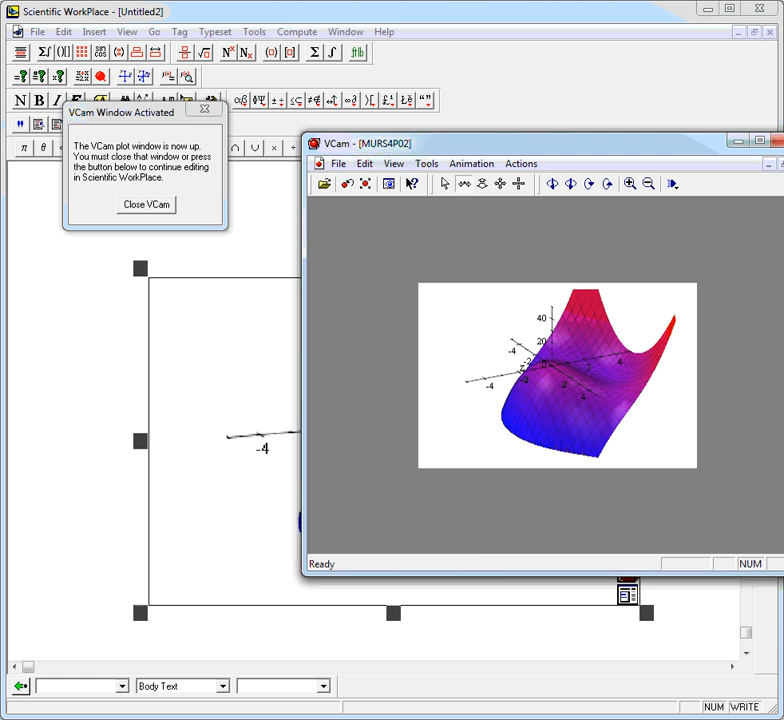 Scientific WorkPlace - [Untitled2]
File Edit Insert View Go Tag Typeset Tools Compute Window Help
N B I
VCam Window Activated
The VCam plot window is now up.
You must close that window or press
the button below to continue editing
in Scientific WorkPlace.
Close VCam
π θ
VCam - [MURS4P02]
File Edit View Tools Animation Actions
40
20
-4
-2
4
-4
-2
2
4
-4
Ready
NUM
Body Text
NUM WRITE